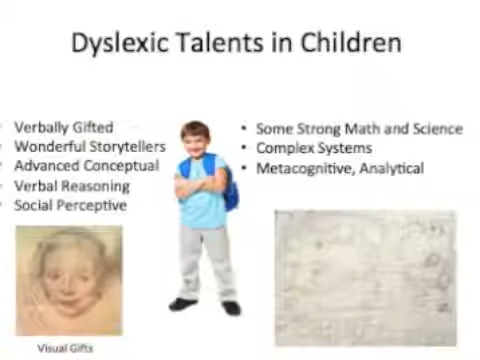 Dyslexic Talents in Children
Verbally Gifted
Wonderful Storytellers
Advanced Conceptual
Verbal Reasoning
Social Perceptive
• Some Strong Math and Science
• Complex Systems
• Metacognitive, Analytical
Visual Gifts